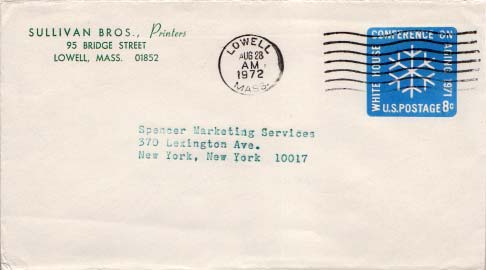 SULLIVAN BROS., Printers
95 BRIDGE STREET
LOWELL, MASS. 01852
LOWELL
AUG 28
AM
1972
MASS.
WHITE HOUSE CONFERENCE ON AGING 1971
U.S. POSTAGE 8c
Spencer Marketing Services
370 Lexington Ave.
New York, New York 10017